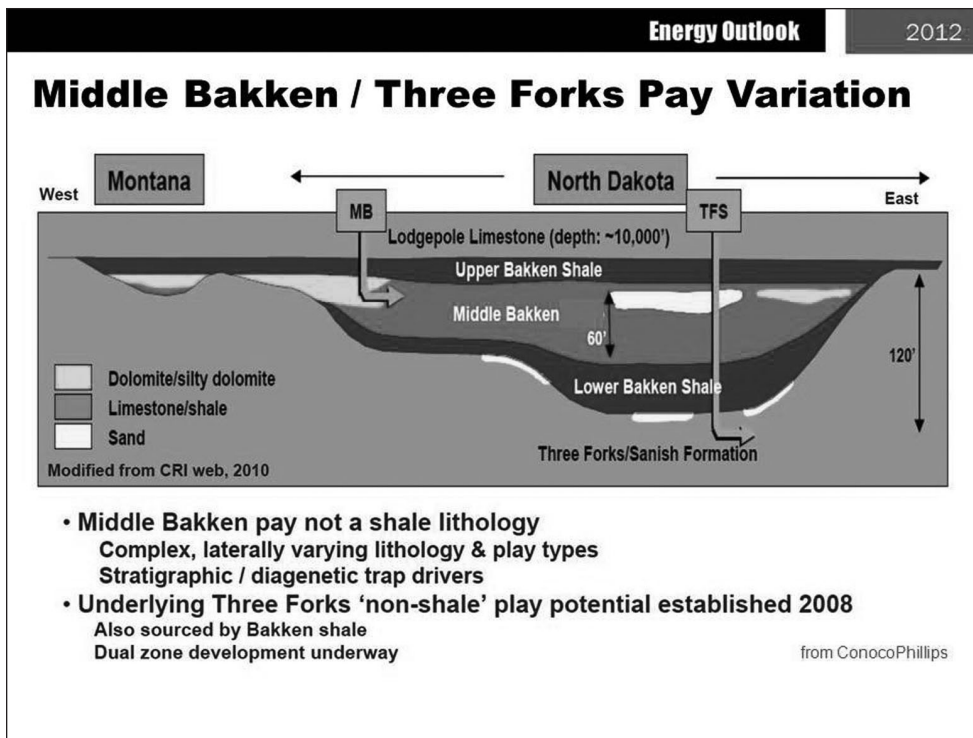 Energy Outlook 2012
Middle Bakken / Three Forks Pay Variation
West Montana North Dakota East
MB TFS
Lodgepole Limestone (depth: ~10,000')
Upper Bakken Shale
Middle Bakken
60'
120'
Lower Bakken Shale
Dolomite/silty dolomite
Limestone/shale
Sand
Three Forks/Sanish Formation
Modified from CRI web, 2010
• Middle Bakken pay not a shale lithology
Complex, laterally varying lithology & play types
Stratigraphic / diagenetic trap drivers
• Underlying Three Forks ‘non-shale’ play potential established 2008
Also sourced by Bakken shale
Dual zone development underway
from ConocoPhillips